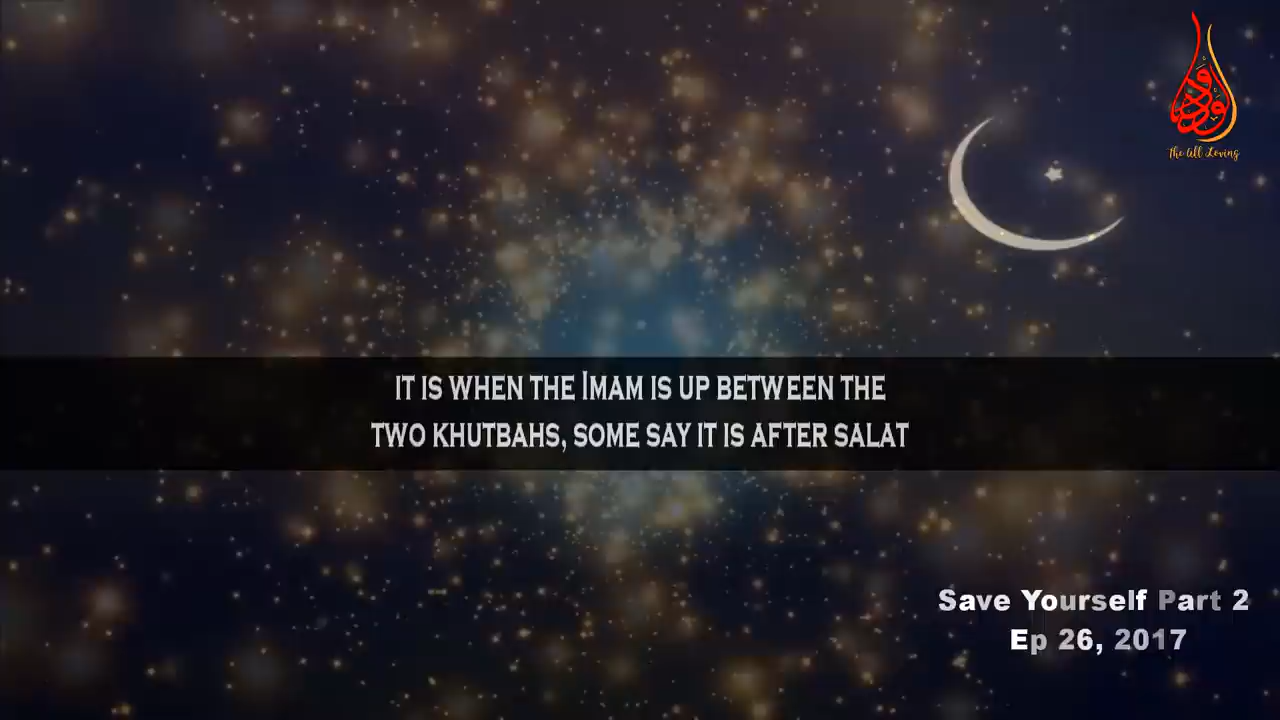 الودود
The All Loving
IT IS WHEN THE IMAM IS UP BETWEEN THE
TWO KHUTBAHS, SOME SAY IT IS AFTER SALAT
Save Yourself Part 2
Ep 26, 2017